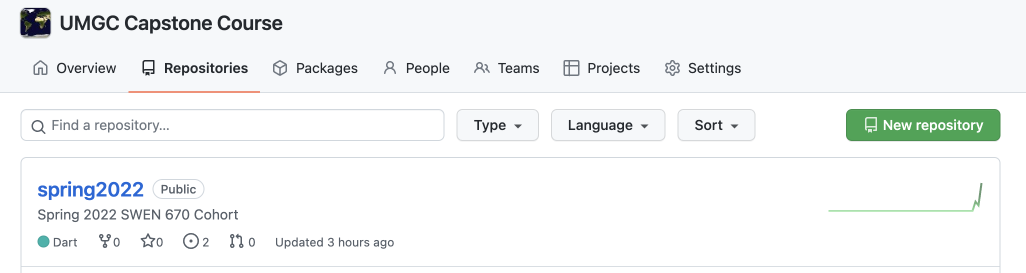 UMGC Capstone Course
Overview Repositories Packages People Teams Projects Settings
Find a repository... Type Language Sort New repository
spring2022 Public
Spring 2022 SWEN 670 Cohort
Dart 0 0 2 0 Updated 3 hours ago